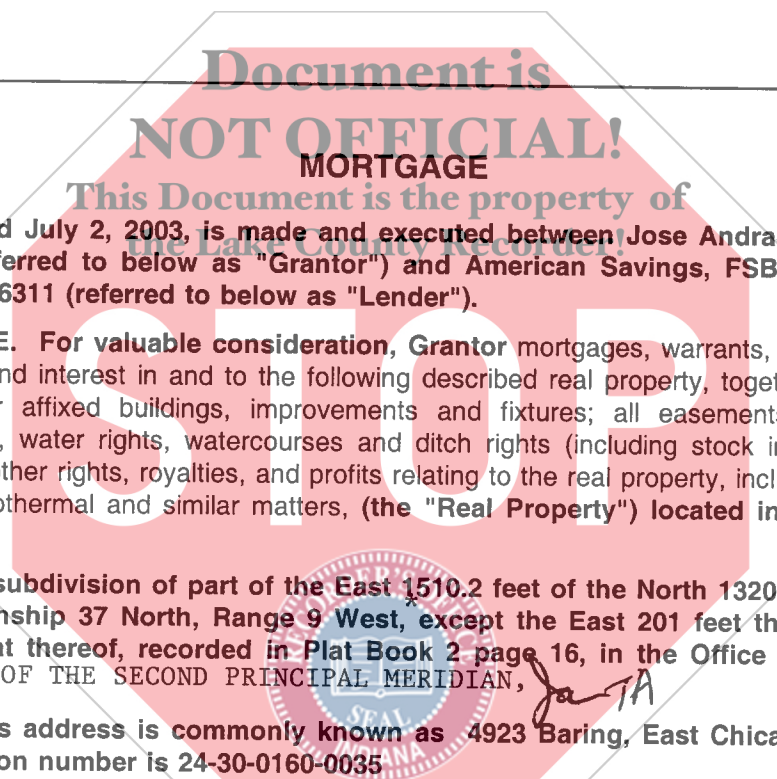 Document is
NOT OFFICIAL!
MORTGAGE
This Document is the property of
the Lake County Recorder!
d July 2, 2003, is made and executed between Jose Andra
ferred to below as "Grantor") and American Savings, FSB
6311 (referred to below as "Lender").
E. For valuable consideration, Grantor mortgages, warrants,
nd interest in and to the following described real property, toget
r affixed buildings, improvements and fixtures; all easements
, water rights, watercourses and ditch rights (including stock in
ther rights, royalties, and profits relating to the real property, incl
othermal and similar matters, (the "Real Property") located in
STOP
subdivision of part of the East 1510.2 feet of the North 1320
nship 37 North, Range 9 West,* except the East 201 feet th
t thereof, recorded in Plat Book 2 page 16, in the Office
OF THE SECOND PRINCIPAL MERIDIAN,
RECORDER OFFICE
SEAL
INDIANA
s address is commonly known as 4923 Baring, East Chica
on number is 24-30-0160-0035